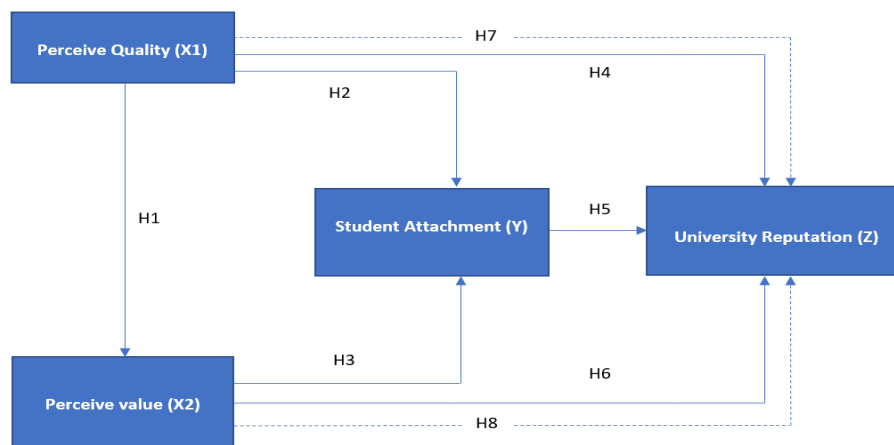 H7
Perceive Quality (X1)
H4
H2
H1
H5
Student Attachment (Y)
University Reputation (Z)
H3
H6
Perceive value (X2)
H8